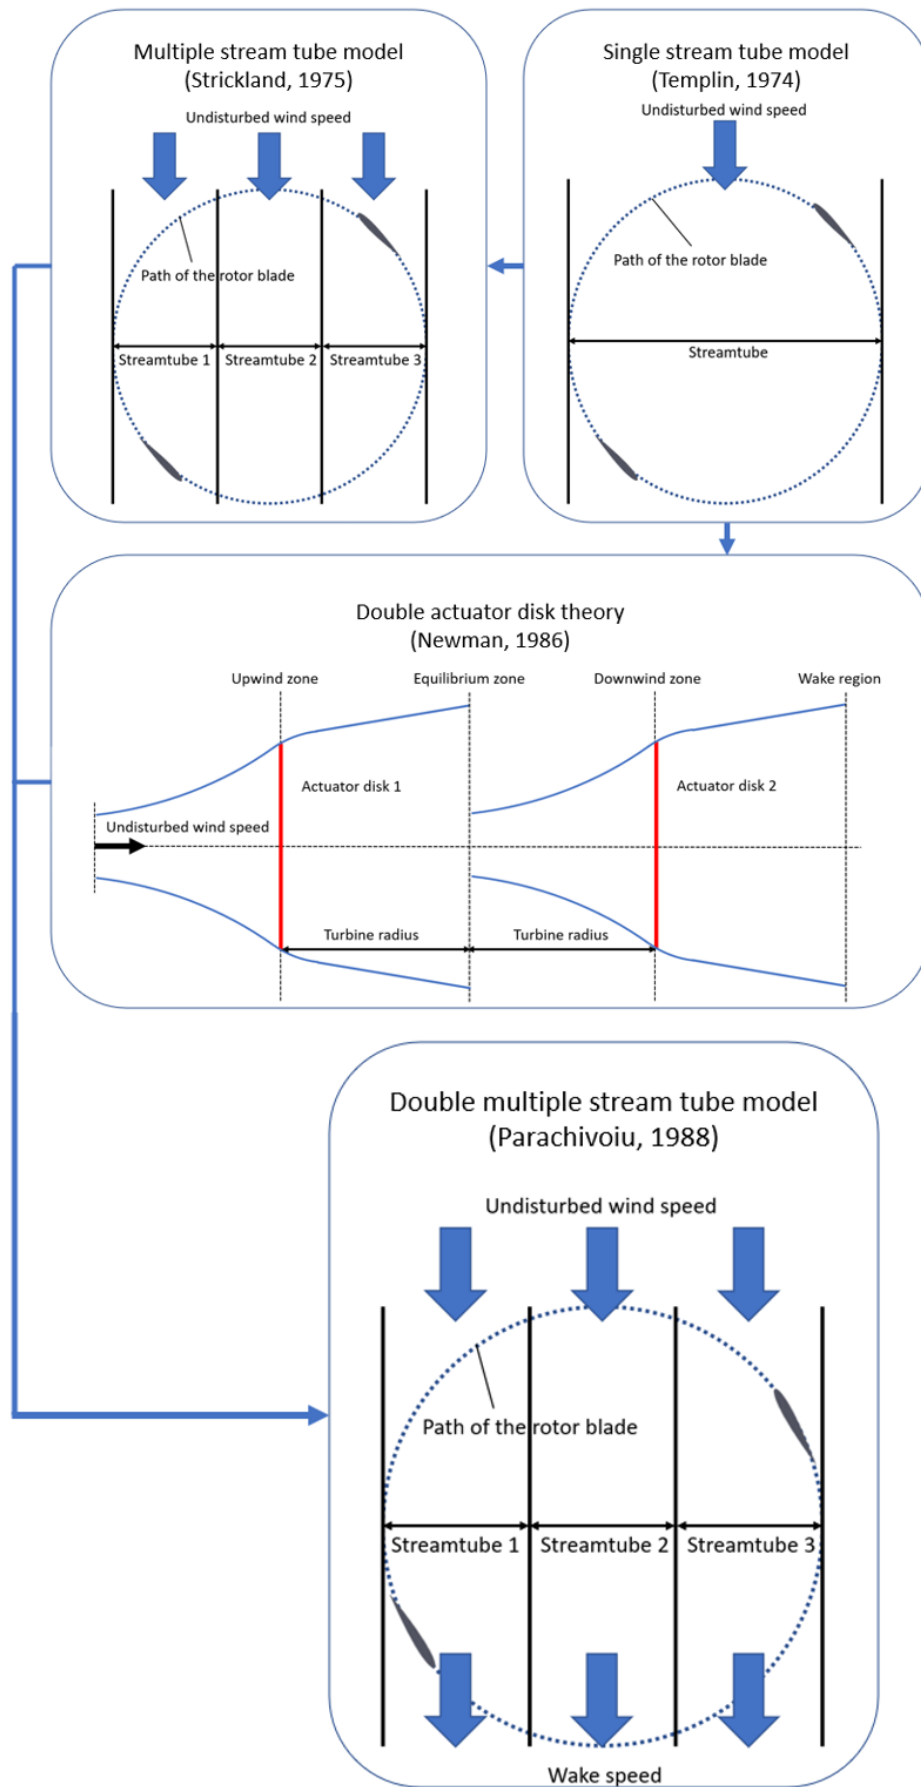 Multiple stream tube model
(Strickland, 1975)
Undisturbed wind speed
Path of the rotor blade
Streamtube 1
Streamtube 2
Streamtube 3
Single stream tube model
(Templin, 1974)
Undisturbed wind speed
Path of the rotor blade
Streamtube
Double actuator disk theory
(Newman, 1986)
Upwind zone
Equilibrium zone
Downwind zone
Wake region
Actuator disk 1
Actuator disk 2
Undisturbed wind speed
Turbine radius
Turbine radius
Double multiple stream tube model
(Parachivoiu, 1988)
Undisturbed wind speed
Path of the rotor blade
Streamtube 1
Streamtube 2
Streamtube 3
Wake speed